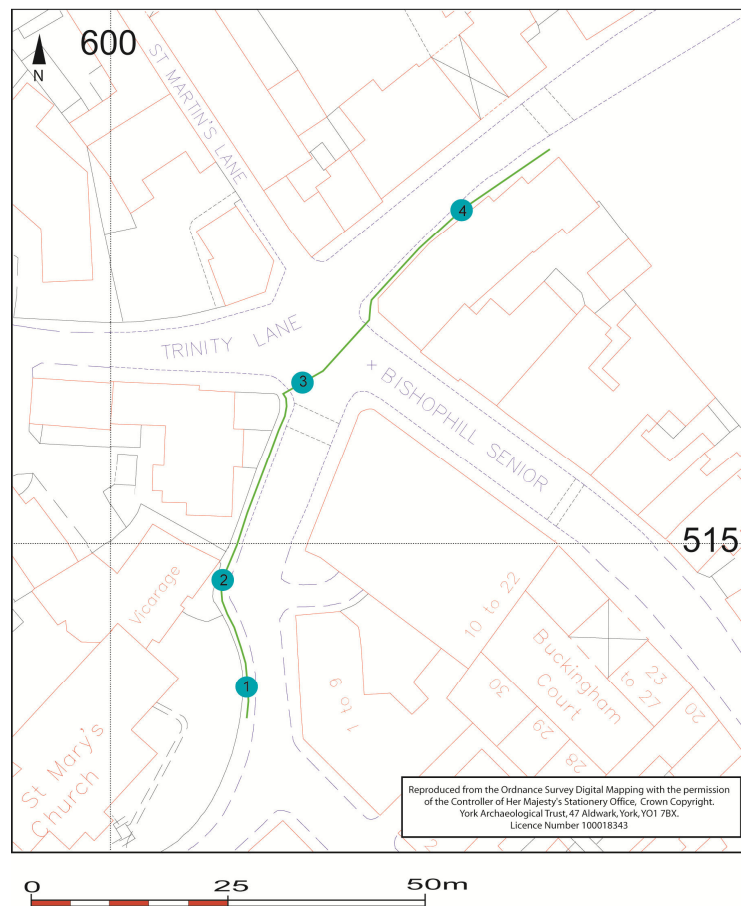 600
N
ST MARTIN'S LANE
4
TRINITY LANE
3
BISHOPHILL SENIOR
515
2
Vicarage
10 to 22
Buckingham
Court
23
to 27
20
30
29
28
1
1 to 9
St Mary's
Church
2
Reproduced from the Ordnance Survey Digital Mapping with the permission
of the Controller of Her Majesty's Stationery Office, Crown Copyright.
York Archaeological Trust, 47 Aldwark, York, YO1 7BX.
Licence Number 100018343
0 25 50m